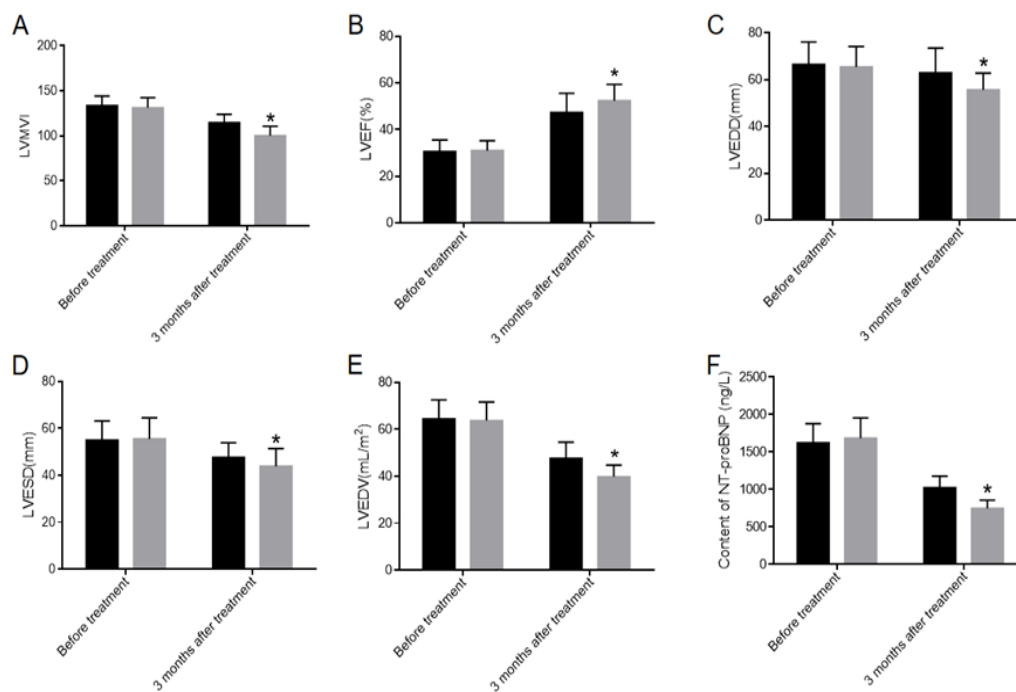 A
LVMVI
200
150
100
50
0
*
Before treatment
3 months after treatment
B
LVEF(%)
80
60
40
20
0
*
Before treatment
3 months after treatment
C
LVEDD(mm)
80
60
40
20
0
*
Before treatment
3 months after treatment
D
LVESD(mm)
80
60
40
20
0
*
Before treatment
3 months after treatment
E
LVEDV(mL/m²)
80
60
40
20
0
*
Before treatment
3 months after treatment
F
Content of NT-proBNP (ng/L)
2500
2000
1500
1000
500
0
*
Before treatment
3 months after treatment